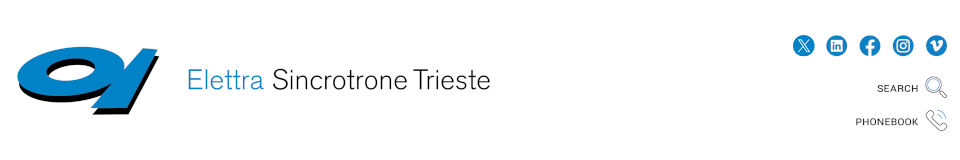 Elettra Sincrotrone Trieste
SEARCH
PHONEBOOK